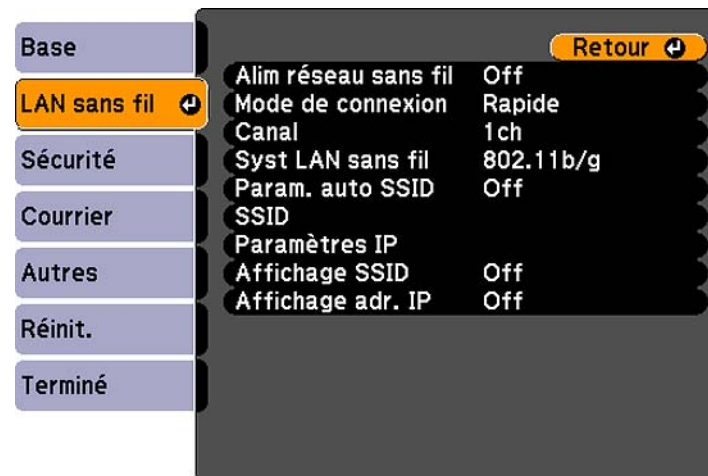 Base
LAN sans fil
Sécurité
Courrier
Autres
Réinit.
Terminé
Retour
Alim réseau sans fil Off
Mode de connexion Rapide
Canal 1ch
Syst LAN sans fil 802.11b/g
Param. auto SSID Off
SSID
Paramètres IP
Affichage SSID Off
Affichage adr. IP Off